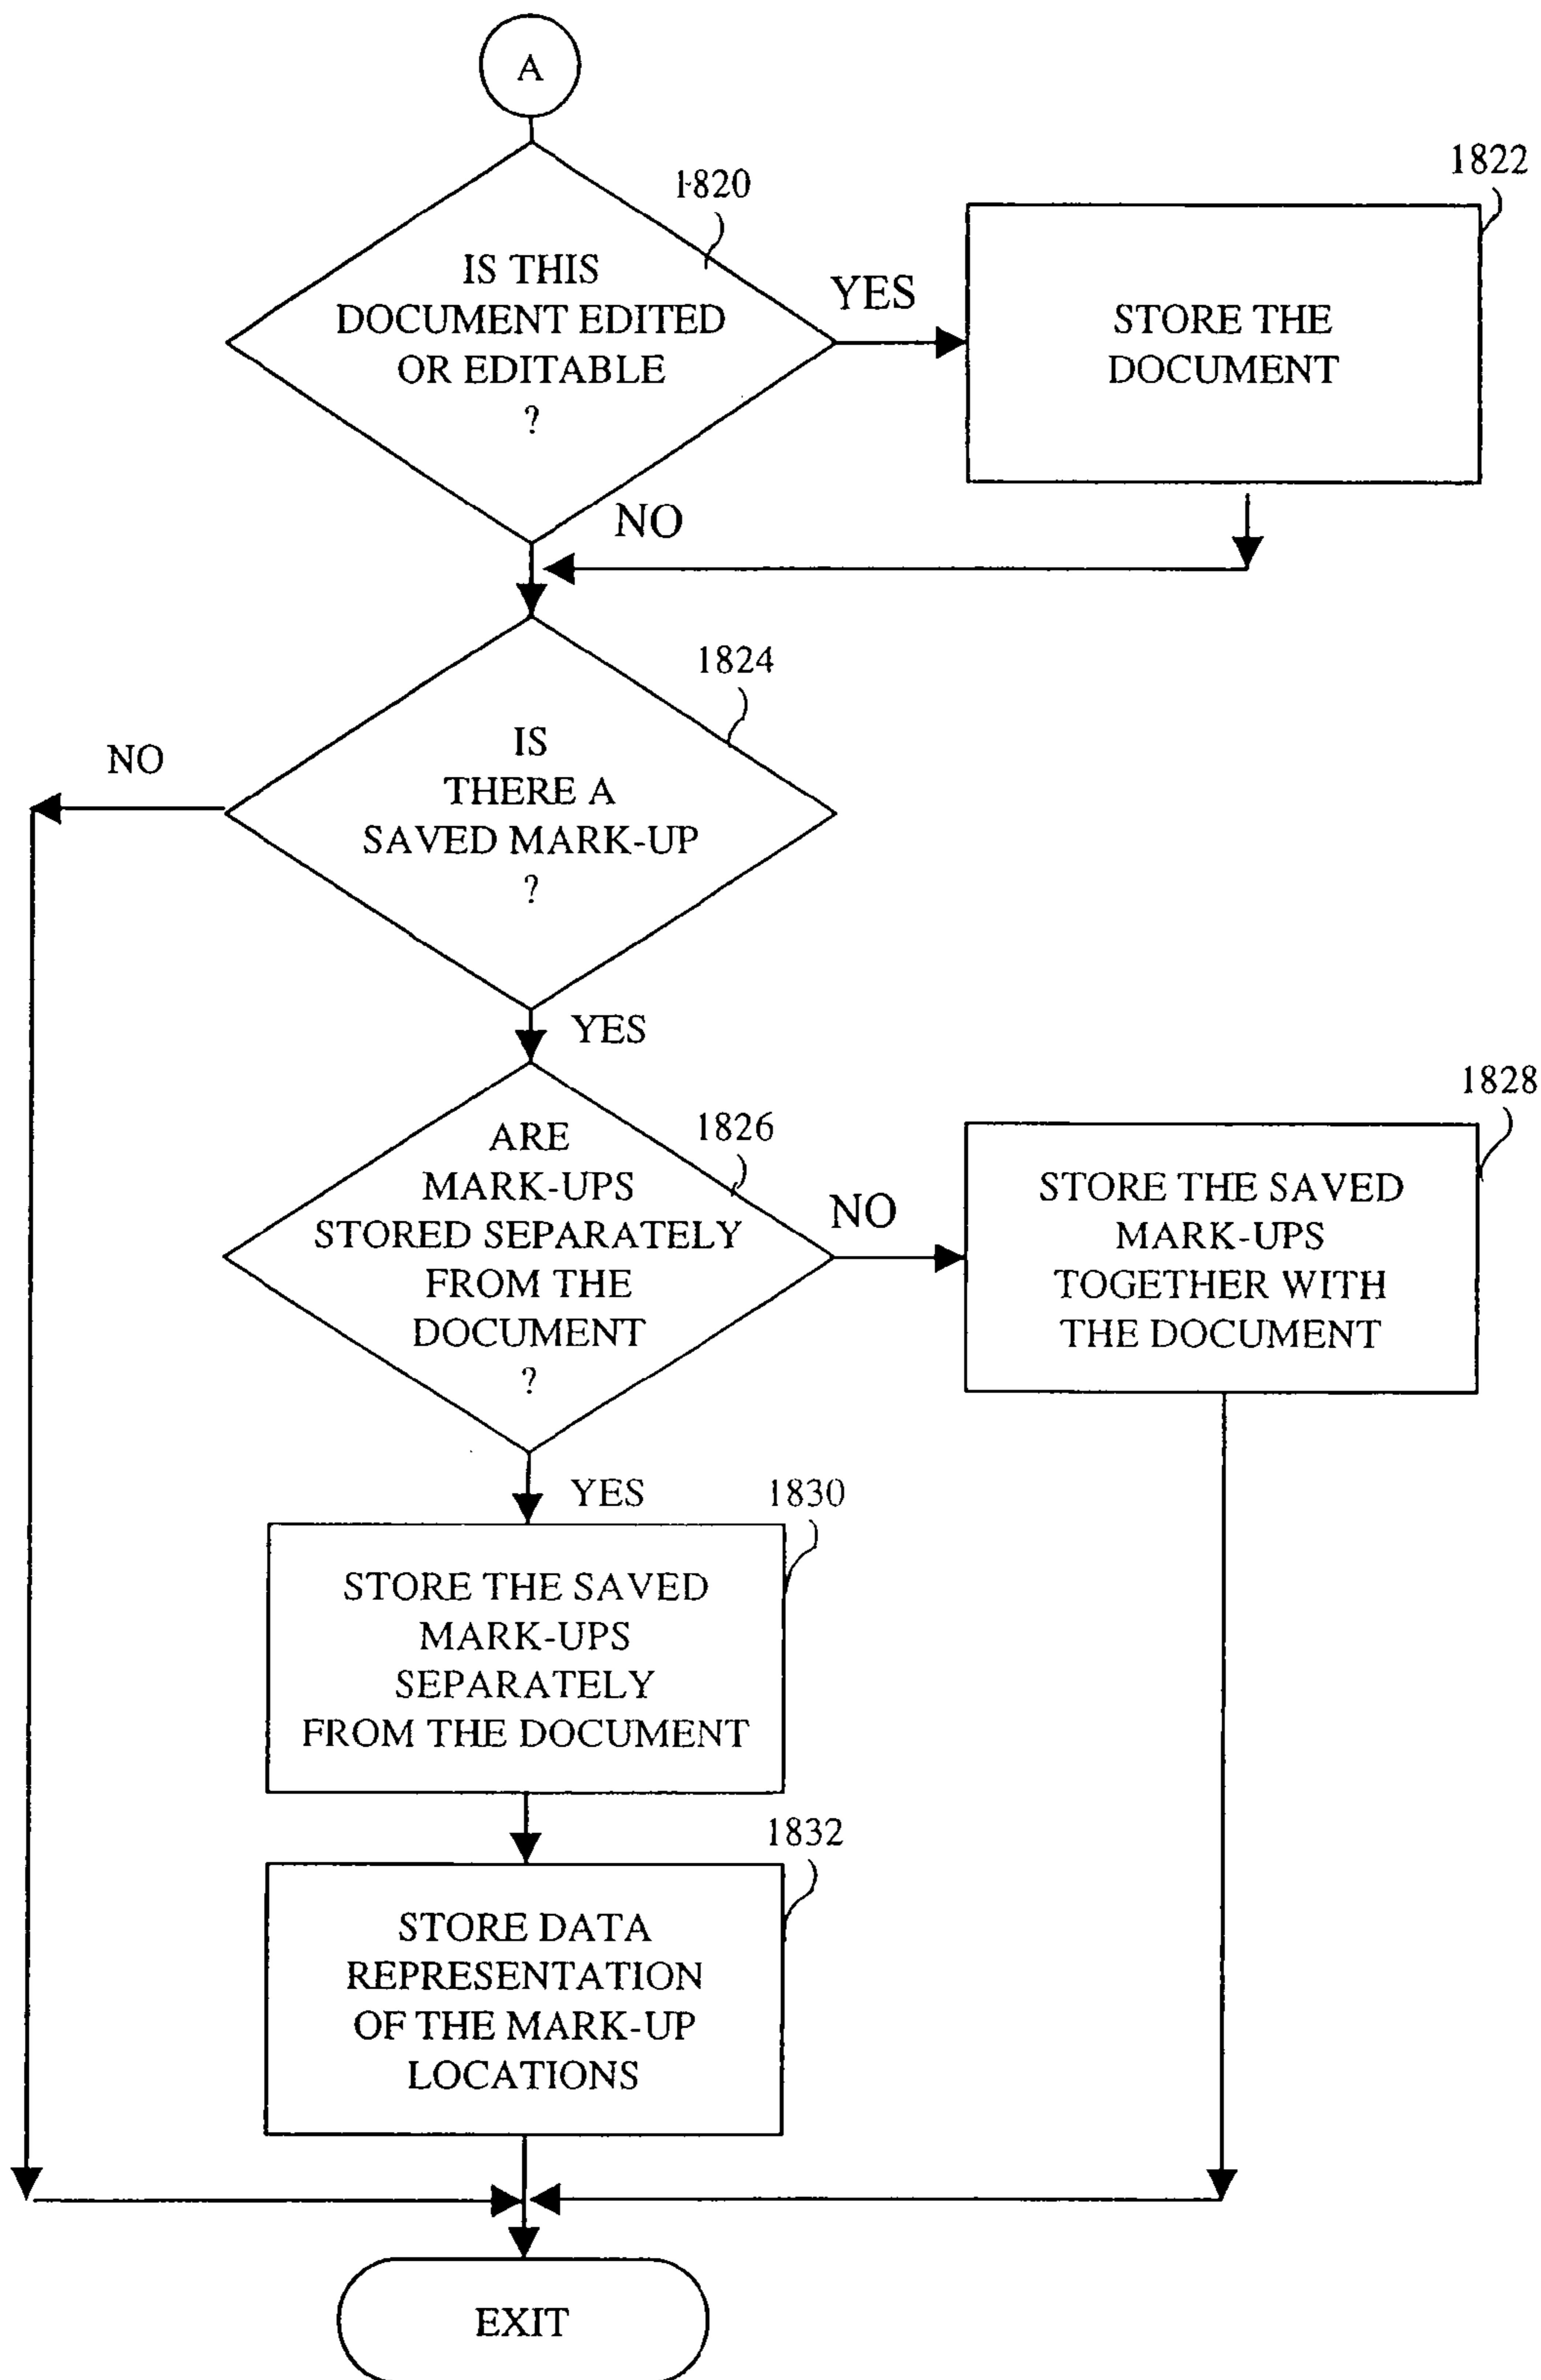 A
1820
IS THIS
DOCUMENT EDITED
OR EDITABLE
?
YES
1822
STORE THE
DOCUMENT
NO
1824
IS
THERE A
SAVED MARK-UP
?
NO
YES
1826
ARE
MARK-UPS
STORED SEPARATELY
FROM THE
DOCUMENT
?
NO
1828
STORE THE SAVED
MARK-UPS
TOGETHER WITH
THE DOCUMENT
YES
1830
STORE THE SAVED
MARK-UPS
SEPARATELY
FROM THE DOCUMENT
1832
STORE DATA
REPRESENTATION
OF THE MARK-UP
LOCATIONS
EXIT